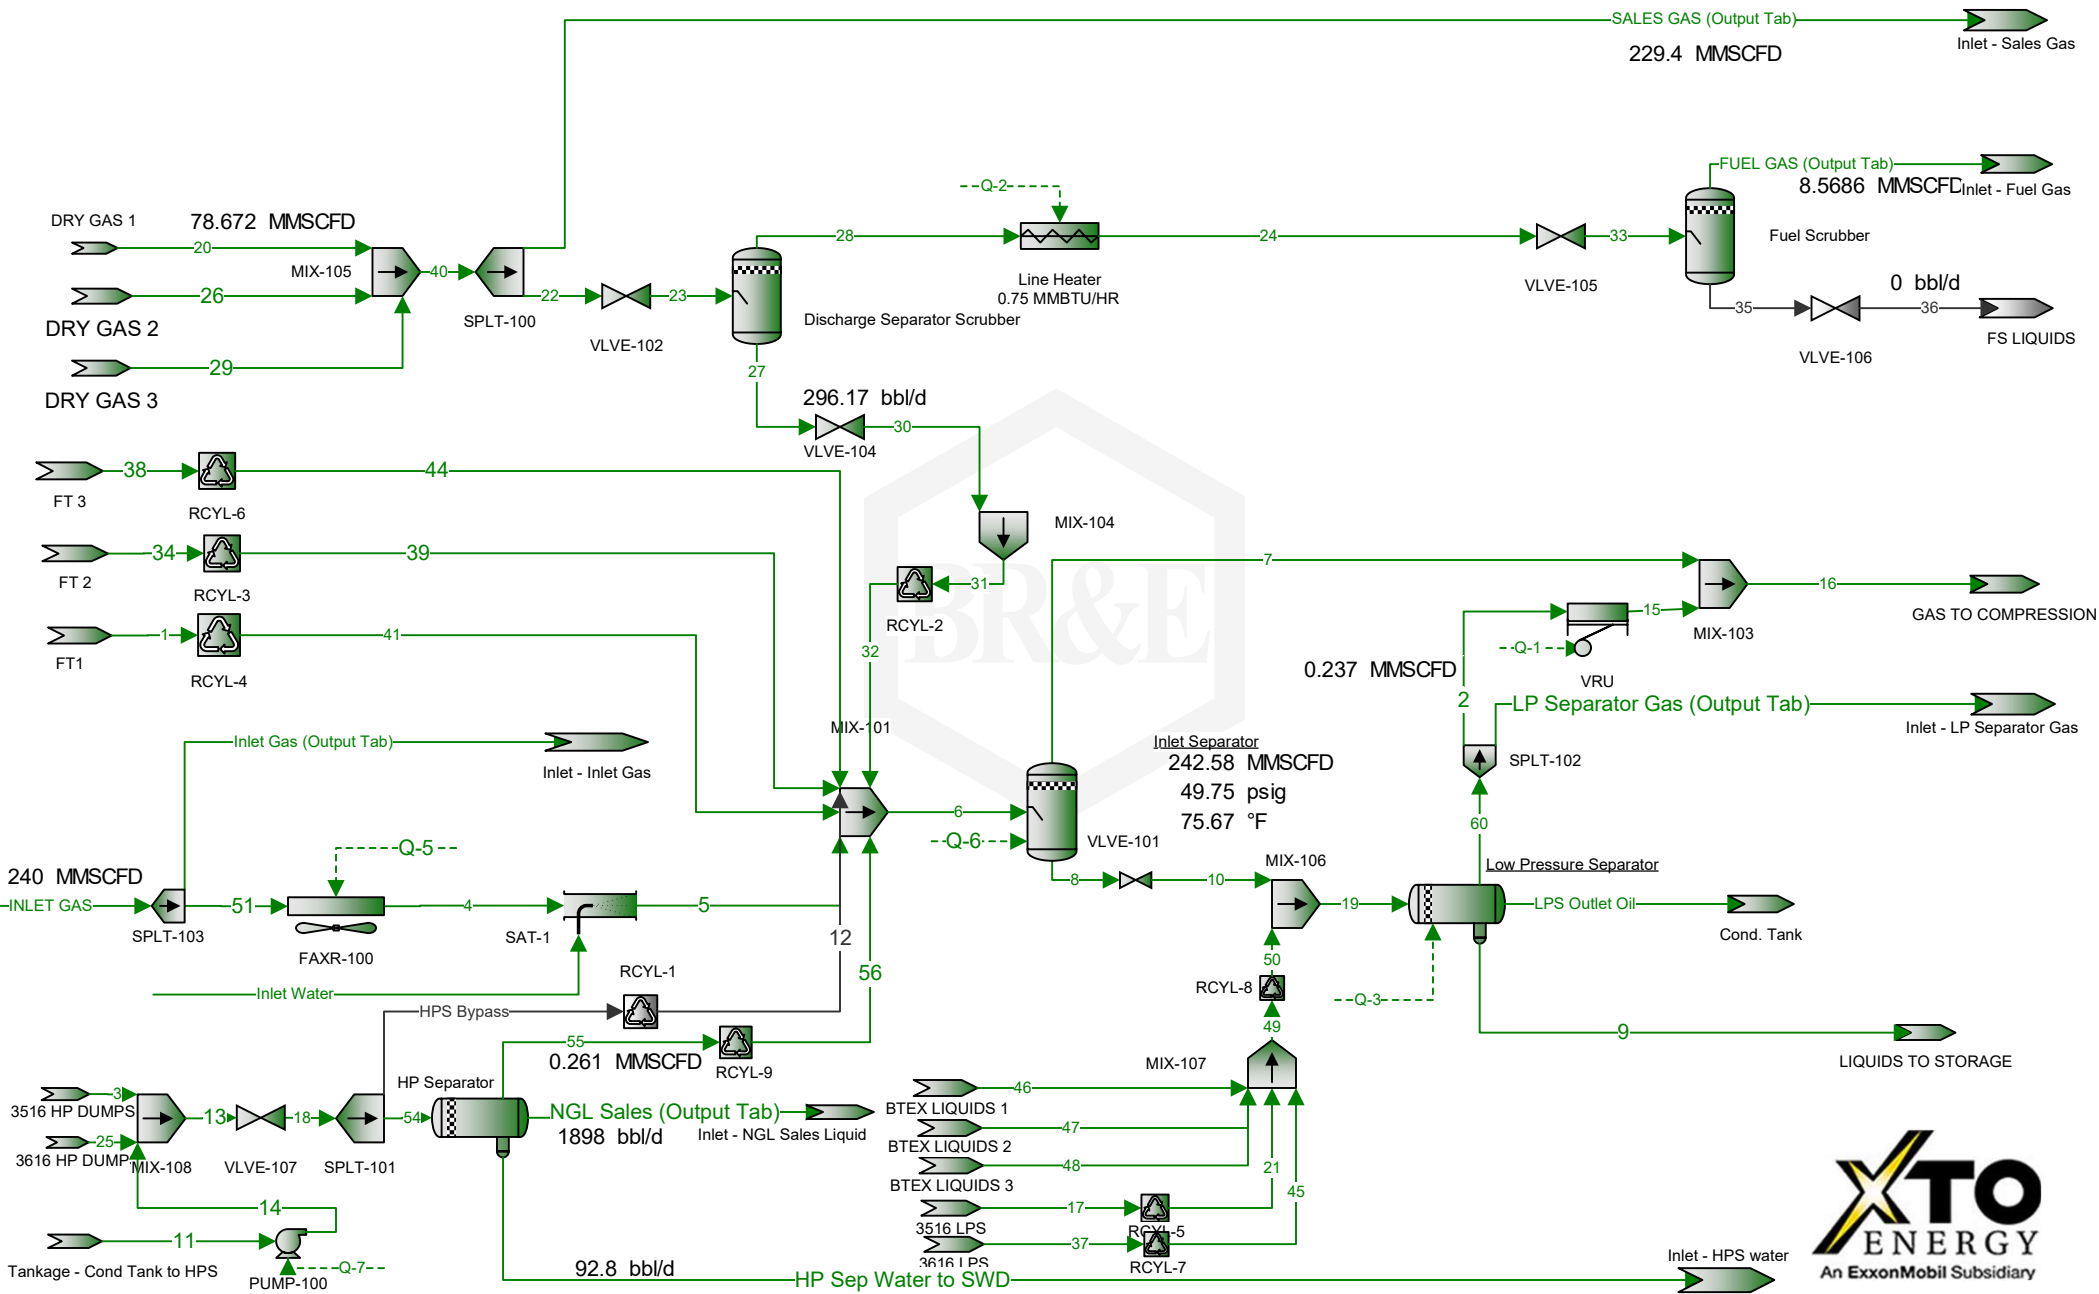 SALES GAS (Output Tab)
Inlet - Sales Gas
229.4 MMSCFD
FUEL GAS (Output Tab)
8.5686 MMSCFD
Inlet - Fuel Gas
Q-2
DRY GAS 1
78.672 MMSCFD
20
MIX-105
40
28
24
33
Fuel Scrubber
26
22
23
Line Heater
0.75 MMBTU/HR
VLVE-105
0 bbl/d
DRY GAS 2
SPLT-100
Discharge Separator Scrubber
35
36
VLVE-102
FS LIQUIDS
VLVE-106
29
27
DRY GAS 3
296.17 bbl/d
30
VLVE-104
38
44
FT 3
RCYL-6
MIX-104
34
39
7
FT 2
RCYL-3
31
BR&E
16
15
GAS TO COMPRESSION
RCYL-2
MIX-103
1
41
FT1
RCYL-4
32
Q-1
VRU
0.237 MMSCFD
2
LP Separator Gas (Output Tab)
Inlet - LP Separator Gas
MIX-101
Inlet Gas (Output Tab)
Inlet - Inlet Gas
Inlet Separator
242.58 MMSCFD
49.75 psig
75.67 °F
SPLT-102
6
60
Q-6
VLVE-101
Q-5
MIX-106
Low Pressure Separator
240 MMSCFD
8
10
INLET GAS
51
4
5
19
LPS Outlet Oil
SPLT-103
SAT-1
12
Cond. Tank
FAXR-100
50
RCYL-1
56
RCYL-8
Inlet Water
Q-3
HPS Bypass
49
9
55
0.261 MMSCFD
RCYL-9
MIX-107
LIQUIDS TO STORAGE
HP Separator
3
46
3516 HP DUMPS
13
18
54
NGL Sales (Output Tab)
1898 bbl/d
Inlet - NGL Sales Liquid
BTEX LIQUIDS 1
47
25
BTEX LIQUIDS 2
3616 HP DUMP
MIX-108
VLVE-107
SPLT-101
48
21
BTEX LIQUIDS 3
45
14
17
3516 LPS
RCYL-5
11
37
3616 LPS
RCYL-7
Tankage - Cond Tank to HPS
Q-7
PUMP-100
92.8 bbl/d
HP Sep Water to SWD
Inlet - HPS water
XTO
ENERGY
An ExxonMobil Subsidiary